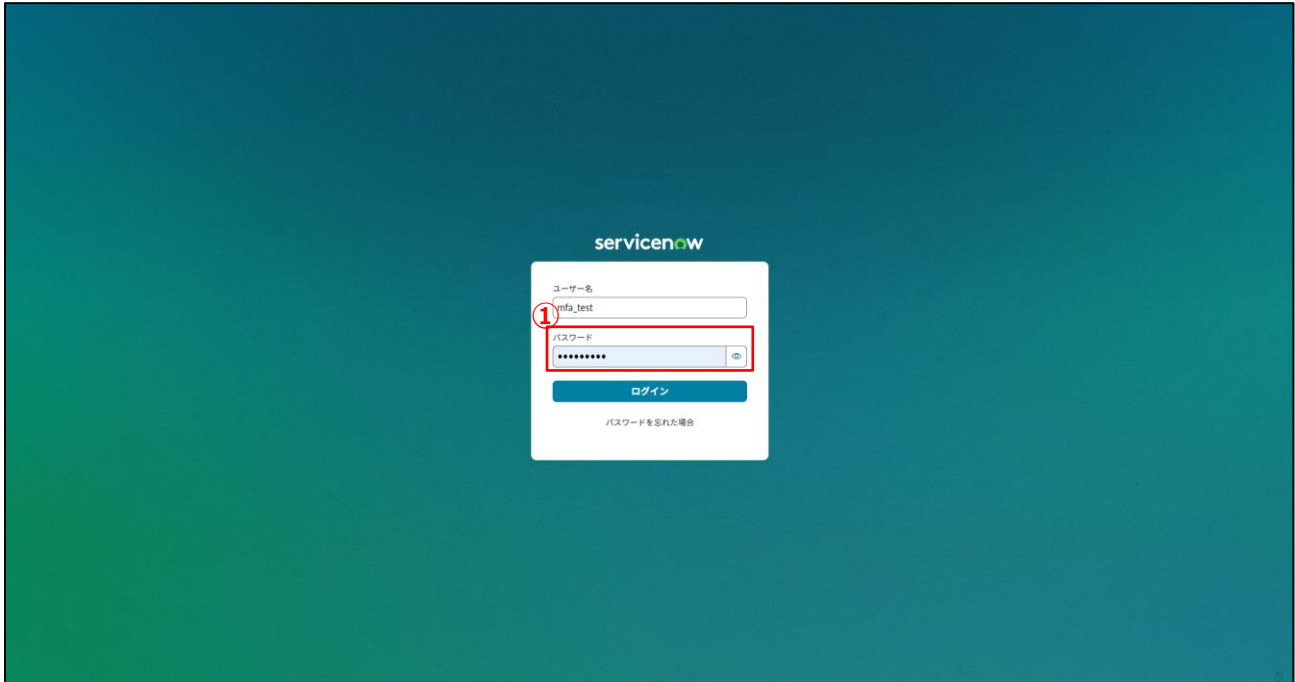 servicenow
ユーザー名
mfa_test
①
パスワード
•••••••••
ログイン
パスワードを忘れた場合